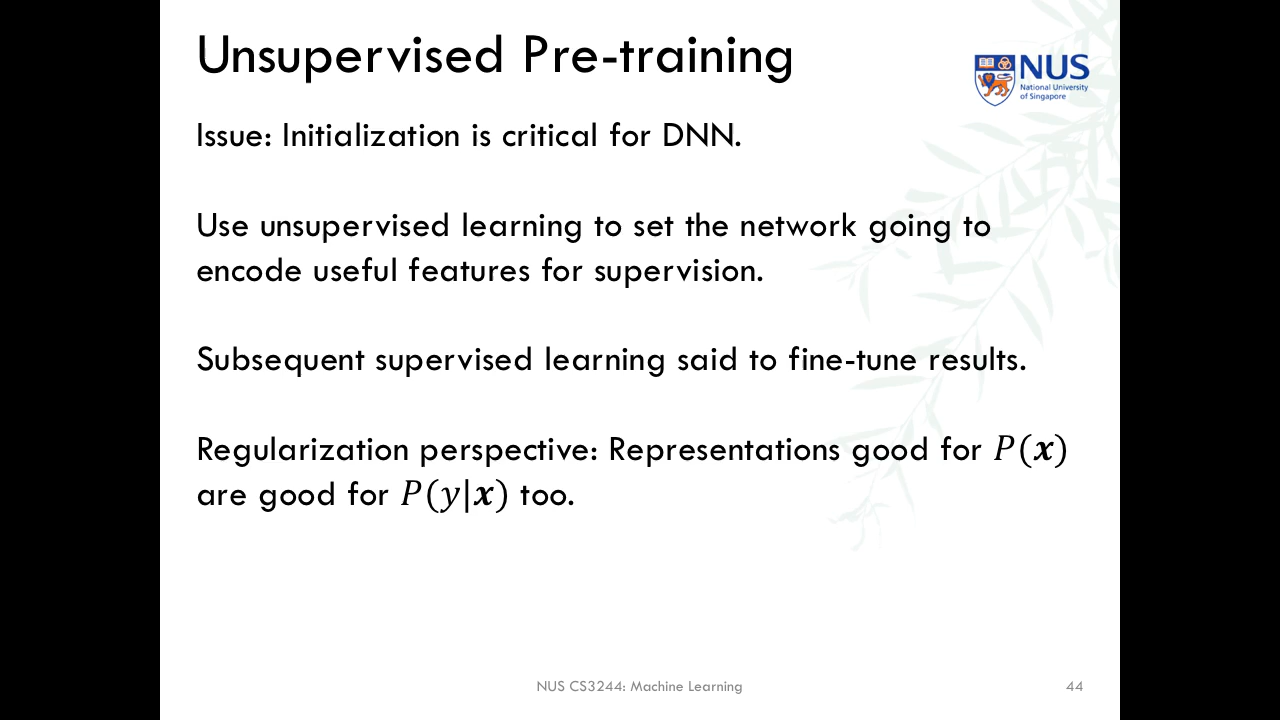 Unsupervised Pre-training
NUS
National University
of Singapore
Issue: Initialization is critical for DNN.
Use unsupervised learning to set the network going to
encode useful features for supervision.
Subsequent supervised learning said to fine-tune results.
Regularization perspective: Representations good for P(x)
are good for P(y|x) too.
NUS CS3244: Machine Learning
44